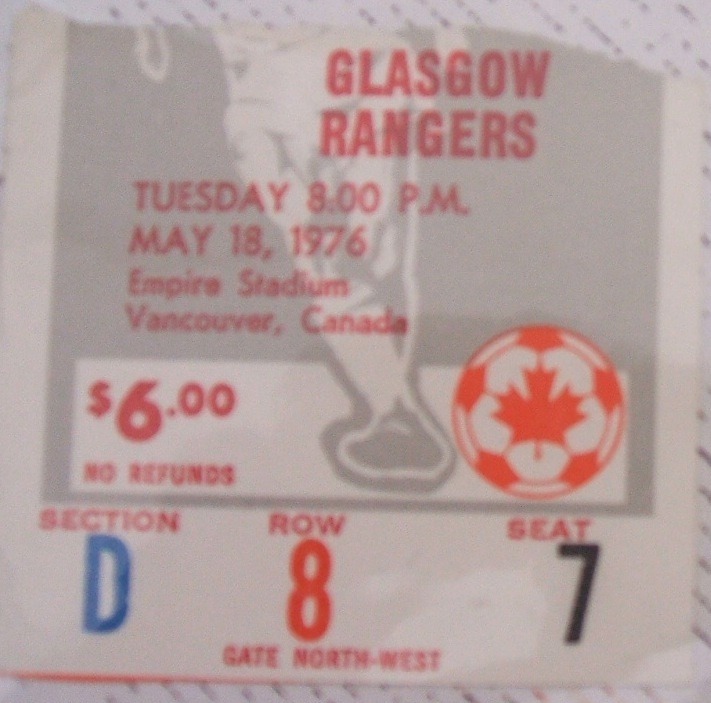 GLASGOW
RANGERS
TUESDAY 8:00 P.M.
MAY 18, 1976
Empire Stadium
Vancouver, Canada
$6.00
NO REFUNDS
SECTION ROW SEAT
D 8 7
GATE NORTH-WEST